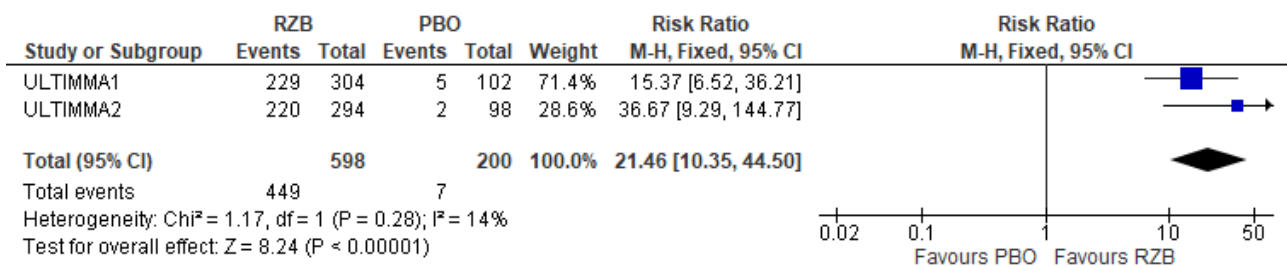 RZB PBO Risk Ratio Risk Ratio
Study or Subgroup Events Total Events Total Weight M-H, Fixed, 95% CI M-H, Fixed, 95% CI
ULTIMMA1 229 304 5 102 71.4% 15.37 [6.52, 36.21]
ULTIMMA2 220 294 2 98 28.6% 36.67 [9.29, 144.77]
Total (95% CI) 598 200 100.0% 21.46 [10.35, 44.50]
Total events 449 7
Heterogeneity: Chi² = 1.17, df = 1 (P = 0.28); I² = 14%
Test for overall effect: Z = 8.24 (P < 0.00001)
0.02 0.1 1 10 50
Favours PBO Favours RZB